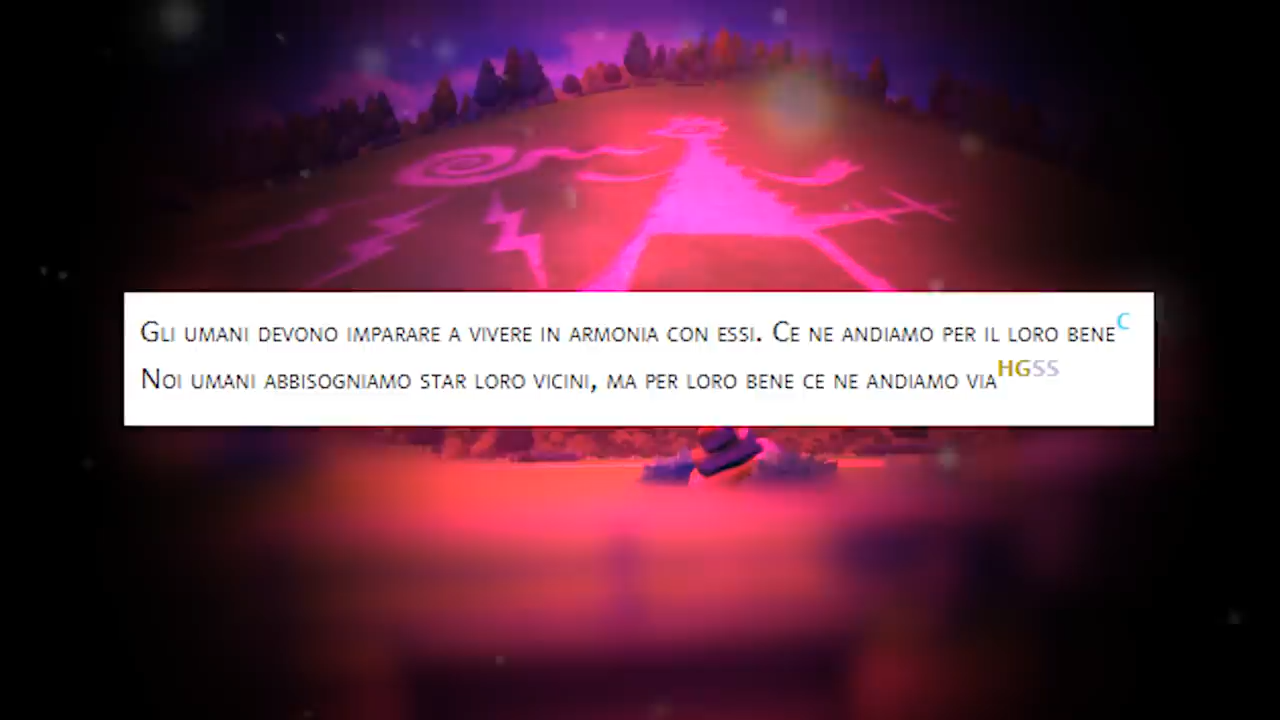 Gli umani devono imparare a vivere in armonia con essi. Ce ne andiamo per il loro bene C
Noi umani abbisogniamo star loro vicini, ma per loro bene ce ne andiamo via HGSS